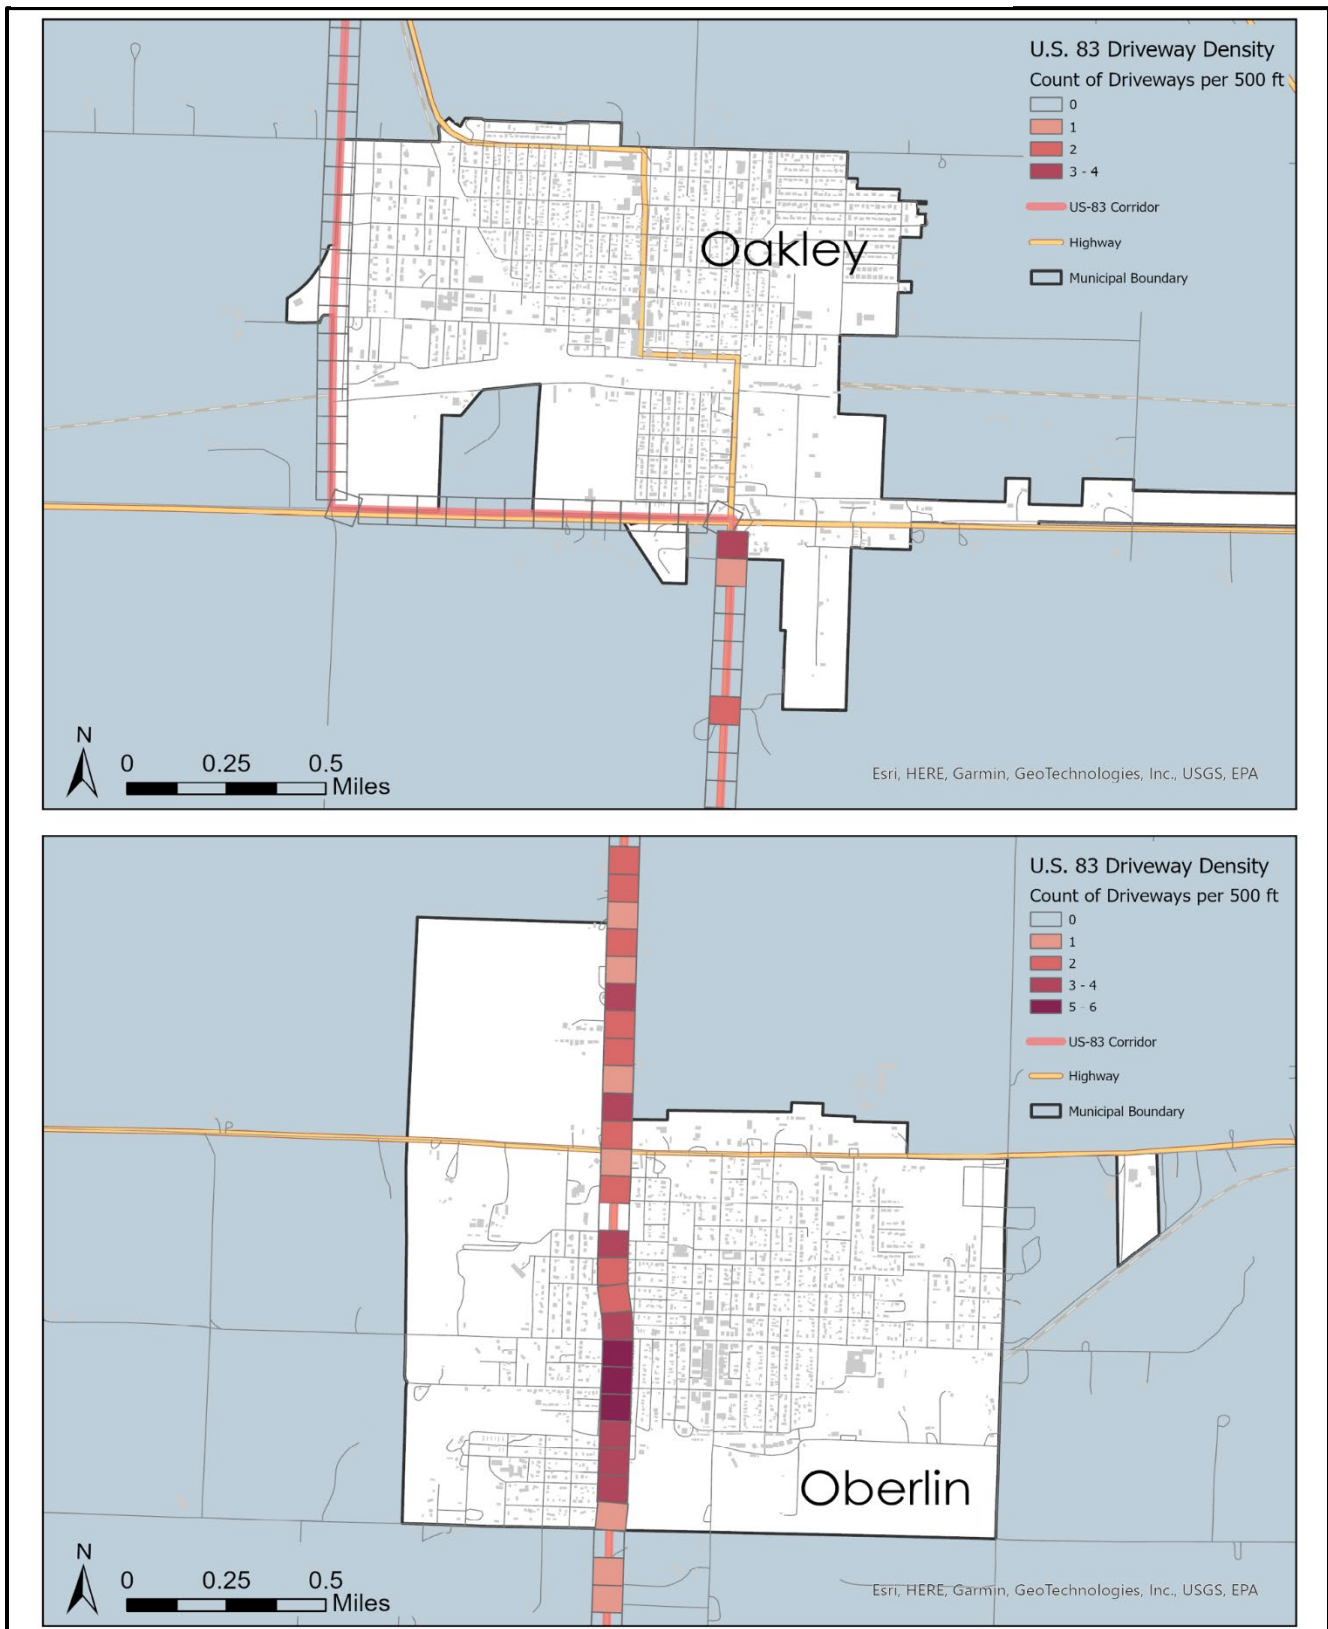 U.S. 83 Driveway Density
Count of Driveways per 500 ft
0
1
2
3 - 4
US-83 Corridor
Highway
Municipal Boundary
Oakley
N
0 0.25 0.5
Miles
Esri, HERE, Garmin, GeoTechnologies, Inc., USGS, EPA
U.S. 83 Driveway Density
Count of Driveways per 500 ft
0
1
2
3 - 4
5 - 6
US-83 Corridor
Highway
Municipal Boundary
Oberlin
N
0 0.25 0.5
Miles
Esri, HERE, Garmin, GeoTechnologies, Inc., USGS, EPA